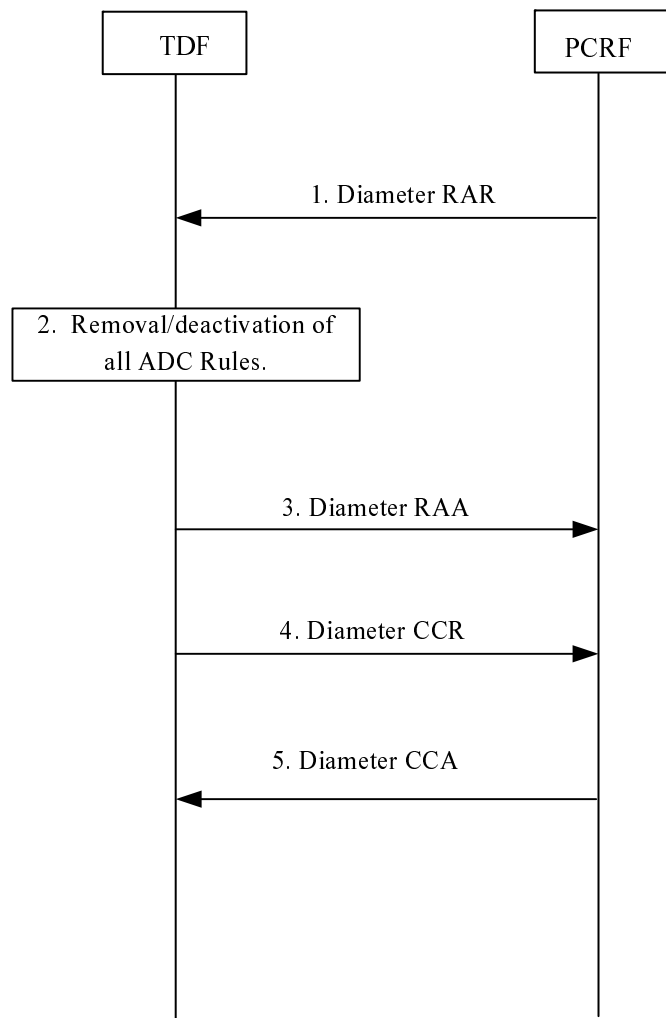 TDF
PCRF
1. Diameter RAR
2. Removal/deactivation of
all ADC Rules.
3. Diameter RAA
4. Diameter CCR
5. Diameter CCA